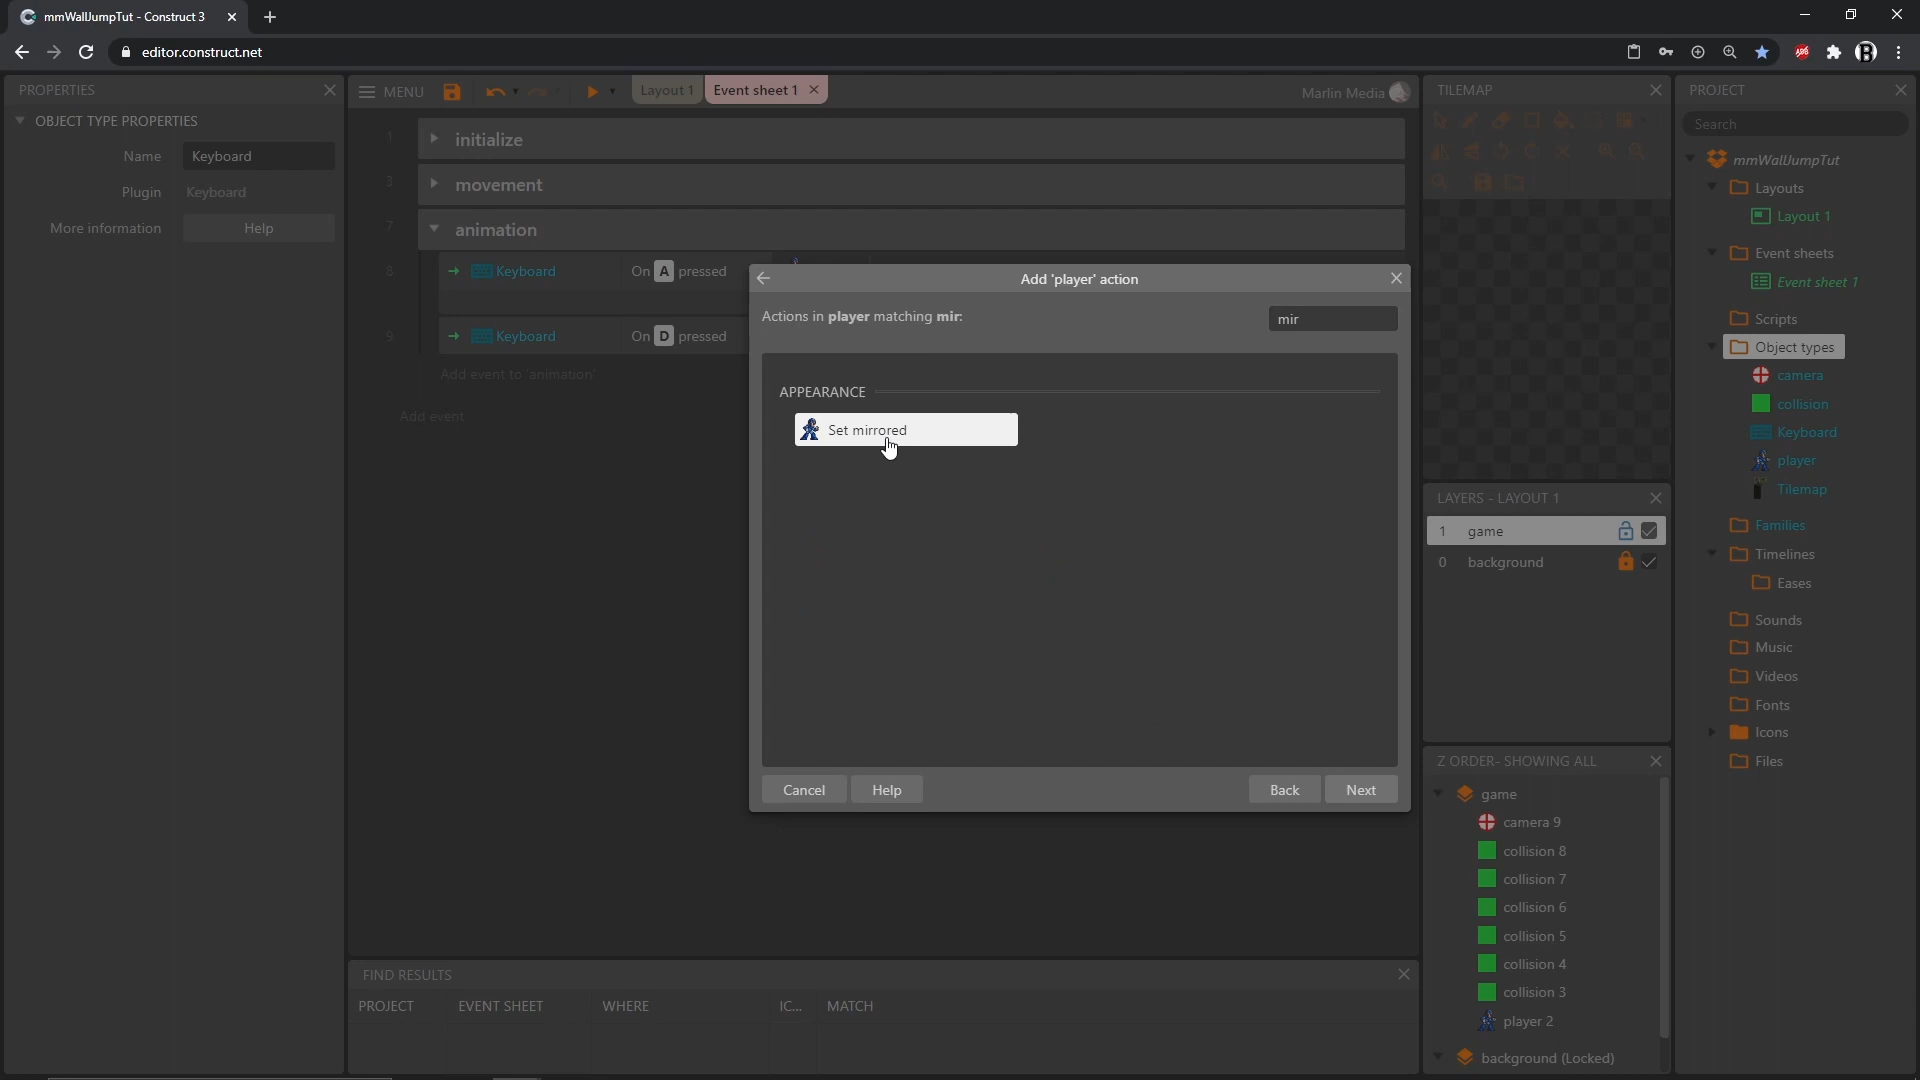 mmWallJumpTut - Construct 3
editor.construct.net
PROPERTIES
OBJECT TYPE PROPERTIES
Name Keyboard
Plugin Keyboard
More information Help
MENU
Layout 1
Event sheet 1
Marlin Media
1 initialize
3 movement
7 animation
8 Keyboard On A pressed
9 Keyboard On D pressed
Add event to 'animation'
Add event
Add 'player' action
Actions in player matching mir:
mir
APPEARANCE
Set mirrored
Cancel
Help
Back
Next
FIND RESULTS
PROJECT EVENT SHEET WHERE IC... MATCH
TILEMAP
LAYERS - LAYOUT 1
1 game
0 background
Z ORDER- SHOWING ALL
game
camera 9
collision 8
collision 7
collision 6
collision 5
collision 4
collision 3
player 2
background (Locked)
PROJECT
Search
mmWallJumpTut
Layouts
Layout 1
Event sheets
Event sheet 1
Scripts
Object types
camera
collision
Keyboard
player
Tilemap
Families
Timelines
Eases
Sounds
Music
Videos
Fonts
Icons
Files